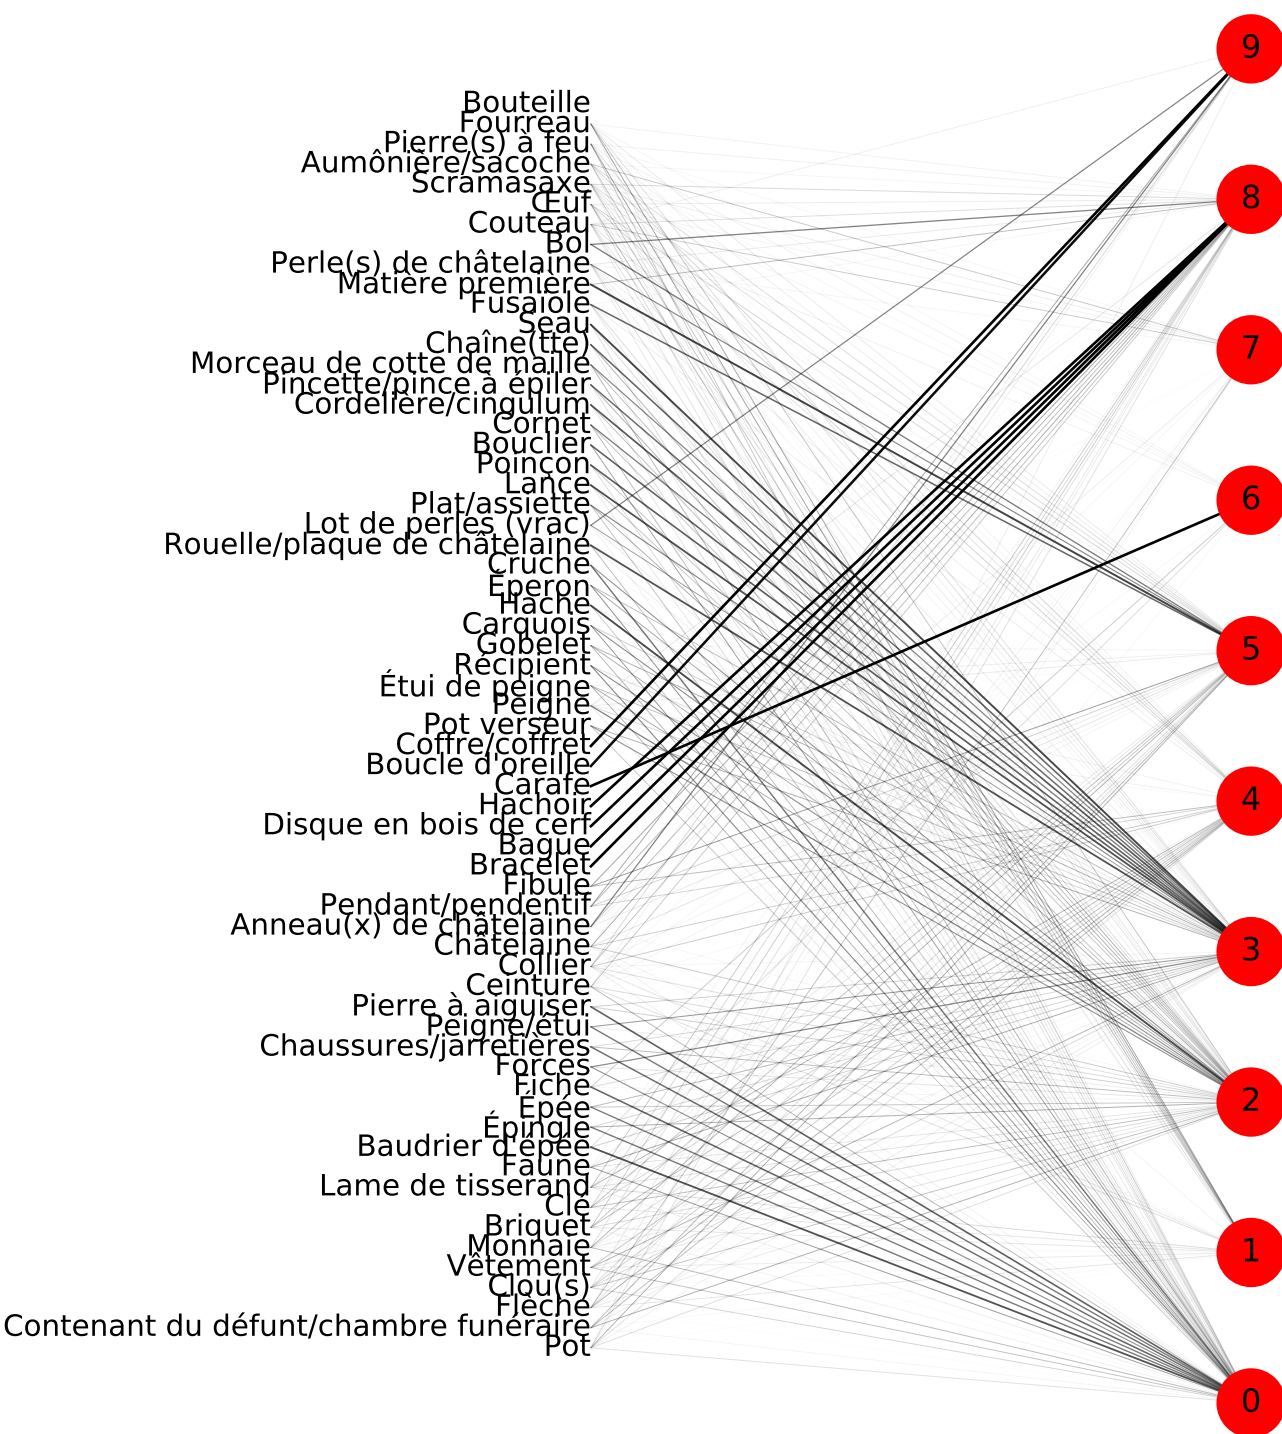 9
Bouteille
Fourreau
Pierre(s) à feu
Aumônière/sacoche
Scramasaxe
8
Œuf
Couteau
Bol
Perle(s) de châtelaine
Matière première
Fusaïole
Seau
Chaîne(tte)
7
Morceau de cotte de maille
Pincette/pince à épiler
Cordelière/cingulum
Cornet
Bouclier
Poinçon
Lance
6
Plat/assiette
Lot de perles (vrac)
Rouelle/plaque de châtelaine
Cruche
Éperon
Hache
Carquois
Gobelet
5
Récipient
Étui de peigne
Peigne
Pot verseur
Coffre/coffret
Boucle d'oreille
Carafe
4
Hachoir
Disque en bois de cerf
Bague
Bracelet
Fibule
Pendant/pendentif
Anneau(x) de châtelaine
Châtelaine
3
Collier
Ceinture
Pierre à aiguiser
Peigne/étui
Chaussures/jarretières
Forces
Fiche
2
Épée
Épingle
Baudrier d'épée
Faune
Lame de tisserand
Clé
Briquet
Monnaie
1
Vêtement
Clou(s)
Flèche
Contenant du défunt/chambre funéraire
Pot
0